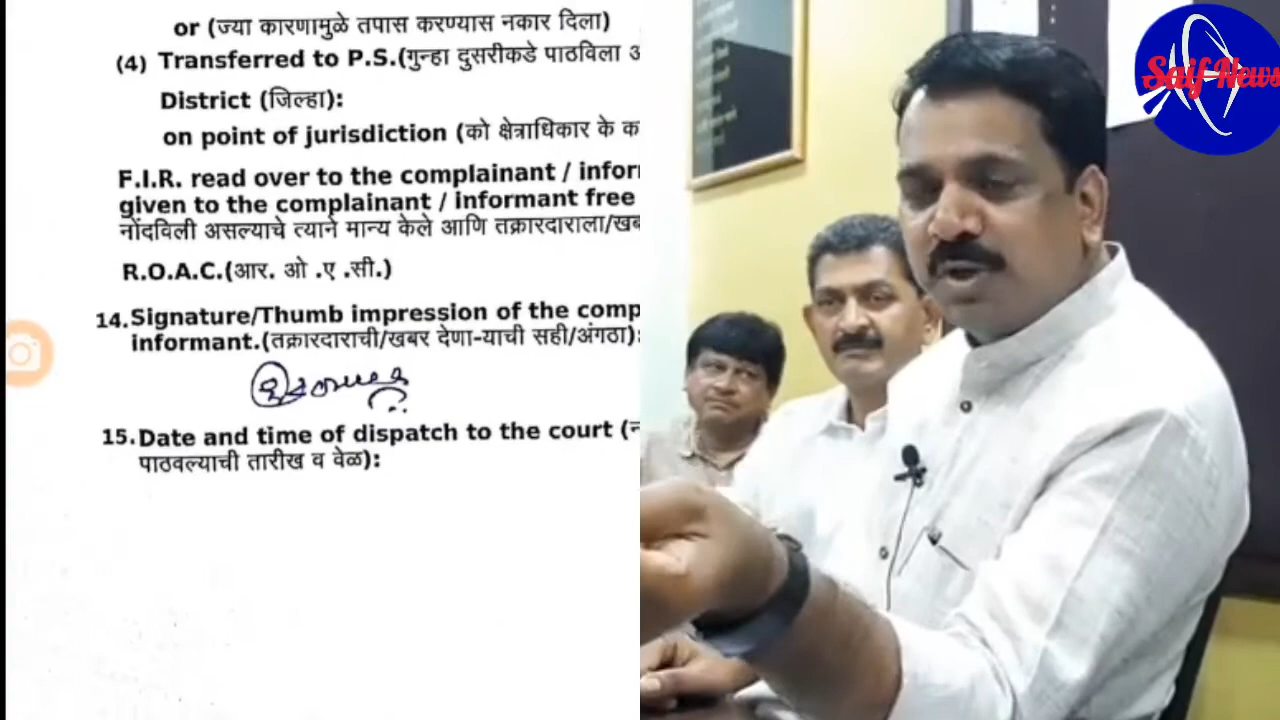 or (ज्या कारणामुळे तपास करण्यास नकार दिला)
(4) Transferred to P.S.(गुन्हा दुसरीकडे पाठविला
District (जिल्हा):
on point of jurisdiction (को क्षेत्राधिकार के
F.I.R. read over to the complainant /
given to the complainant / informant free
नोंदविली असल्याचे त्याने मान्य केले आणि तक्रारदाराला/
R.O.A.C.(आर. ओ .ए .सी.)
14. Signature/Thumb impression of the
informant.(तक्रारदाराची/खबर देणा-याची सही/अंगठा):
15. Date and time of dispatch to the court
पाठवल्याची तारीख व वेळ):
Saif News